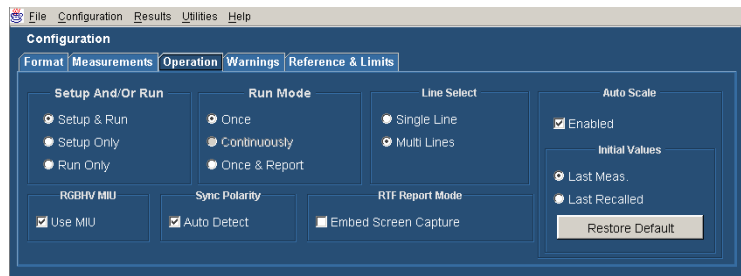 File Configuration Results Utilities Help
Configuration
Format Measurements Operation Warnings Reference & Limits
Setup And/Or Run
Setup & Run
Setup Only
Run Only
Run Mode
Once
Continuously
Once & Report
Line Select
Single Line
Multi Lines
Auto Scale
Enabled
Initial Values
Last Meas.
Last Recalled
Restore Default
RGBHV MIU
Use MIU
Sync Polarity
Auto Detect
RTF Report Mode
Embed Screen Capture